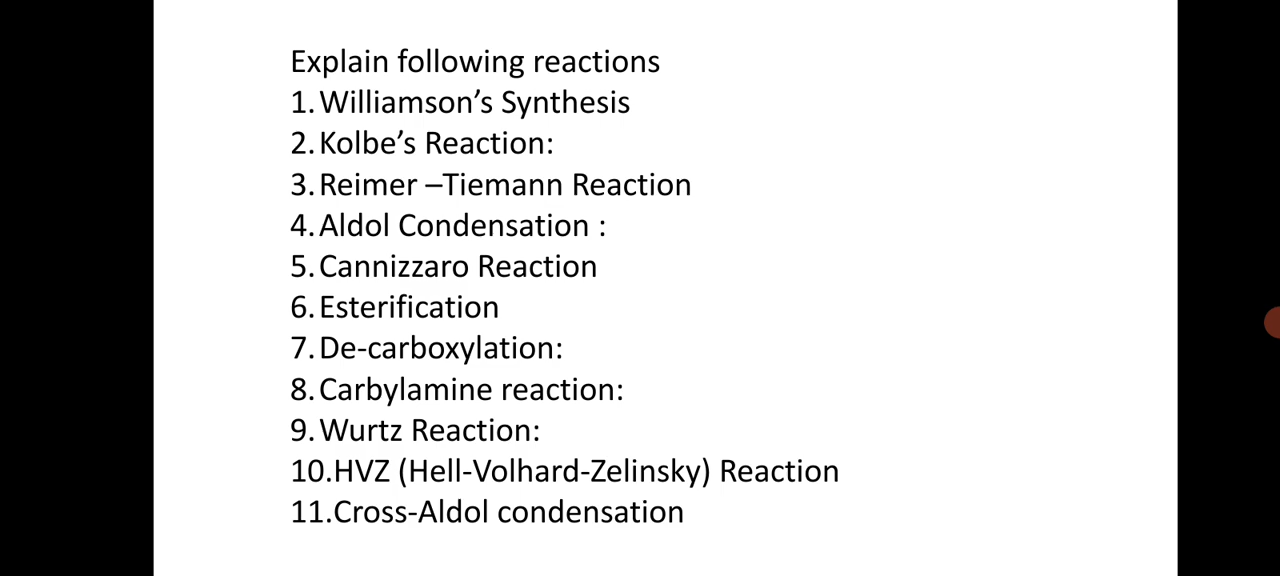 Explain following reactions
1. Williamson’s Synthesis
2. Kolbe’s Reaction:
3. Reimer –Tiemann Reaction
4. Aldol Condensation :
5. Cannizzaro Reaction
6. Esterification
7. De-carboxylation:
8. Carbylamine reaction:
9. Wurtz Reaction:
10.HVZ (Hell-Volhard-Zelinsky) Reaction
11.Cross-Aldol condensation